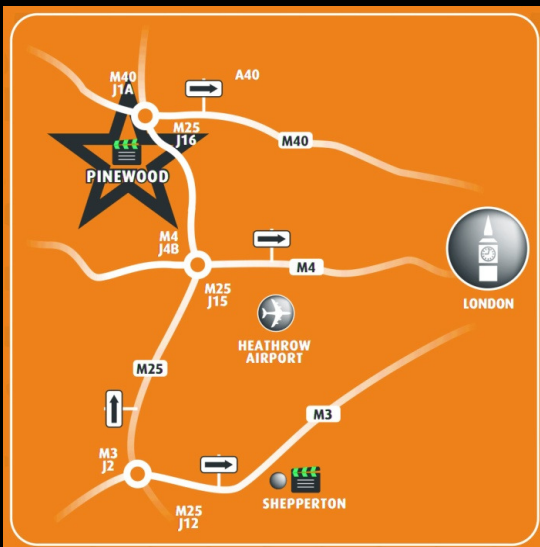 M40
J1A
A40
M25
J16
M40
PINEWOOD
M4
J4B
M4
M25
J15
LONDON
HEATHROW
AIRPORT
M25
M3
M3
J2
SHEPPERTON
M25
J12